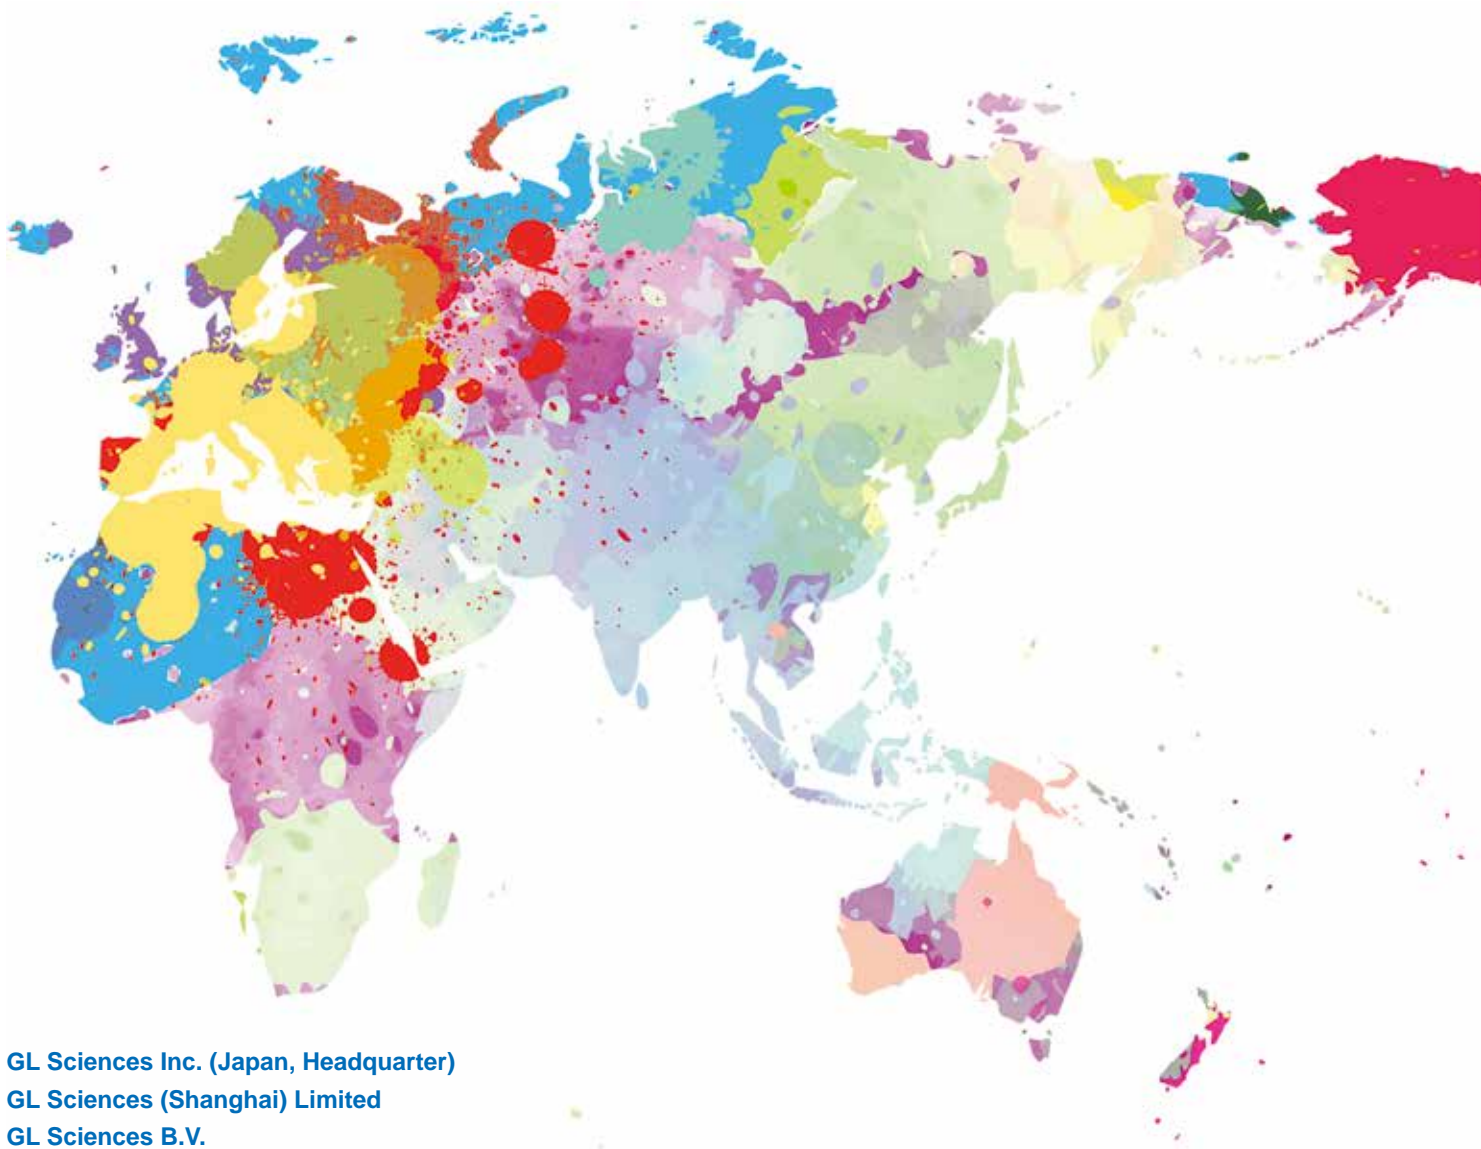 GL Sciences Inc. (Japan, Headquarter)
GL Sciences (Shanghai) Limited
GL Sciences B.V.